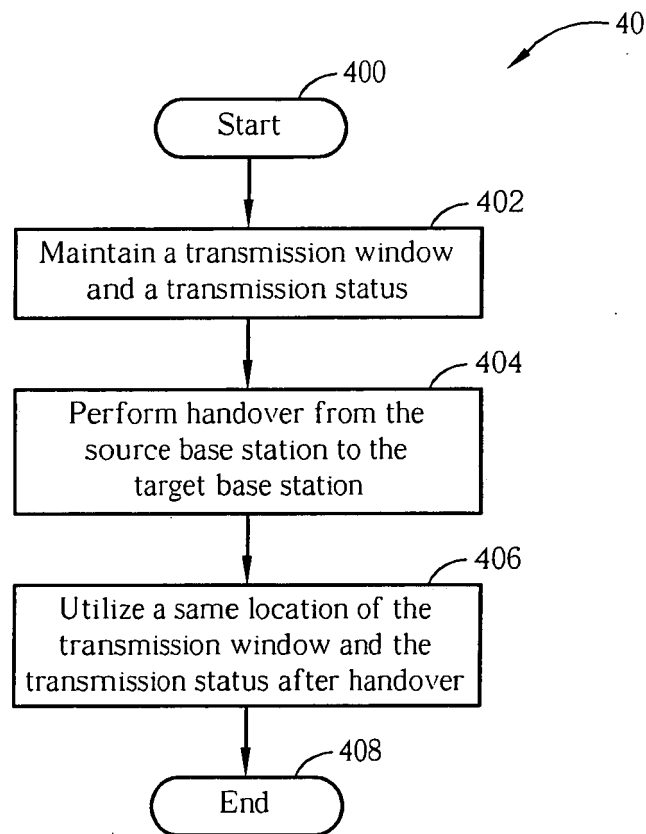 40
400
Start
402
Maintain a transmission window
and a transmission status
404
Perform handover from the
source base station to the
target base station
406
Utilize a same location of the
transmission window and the
transmission status after handover
408
End